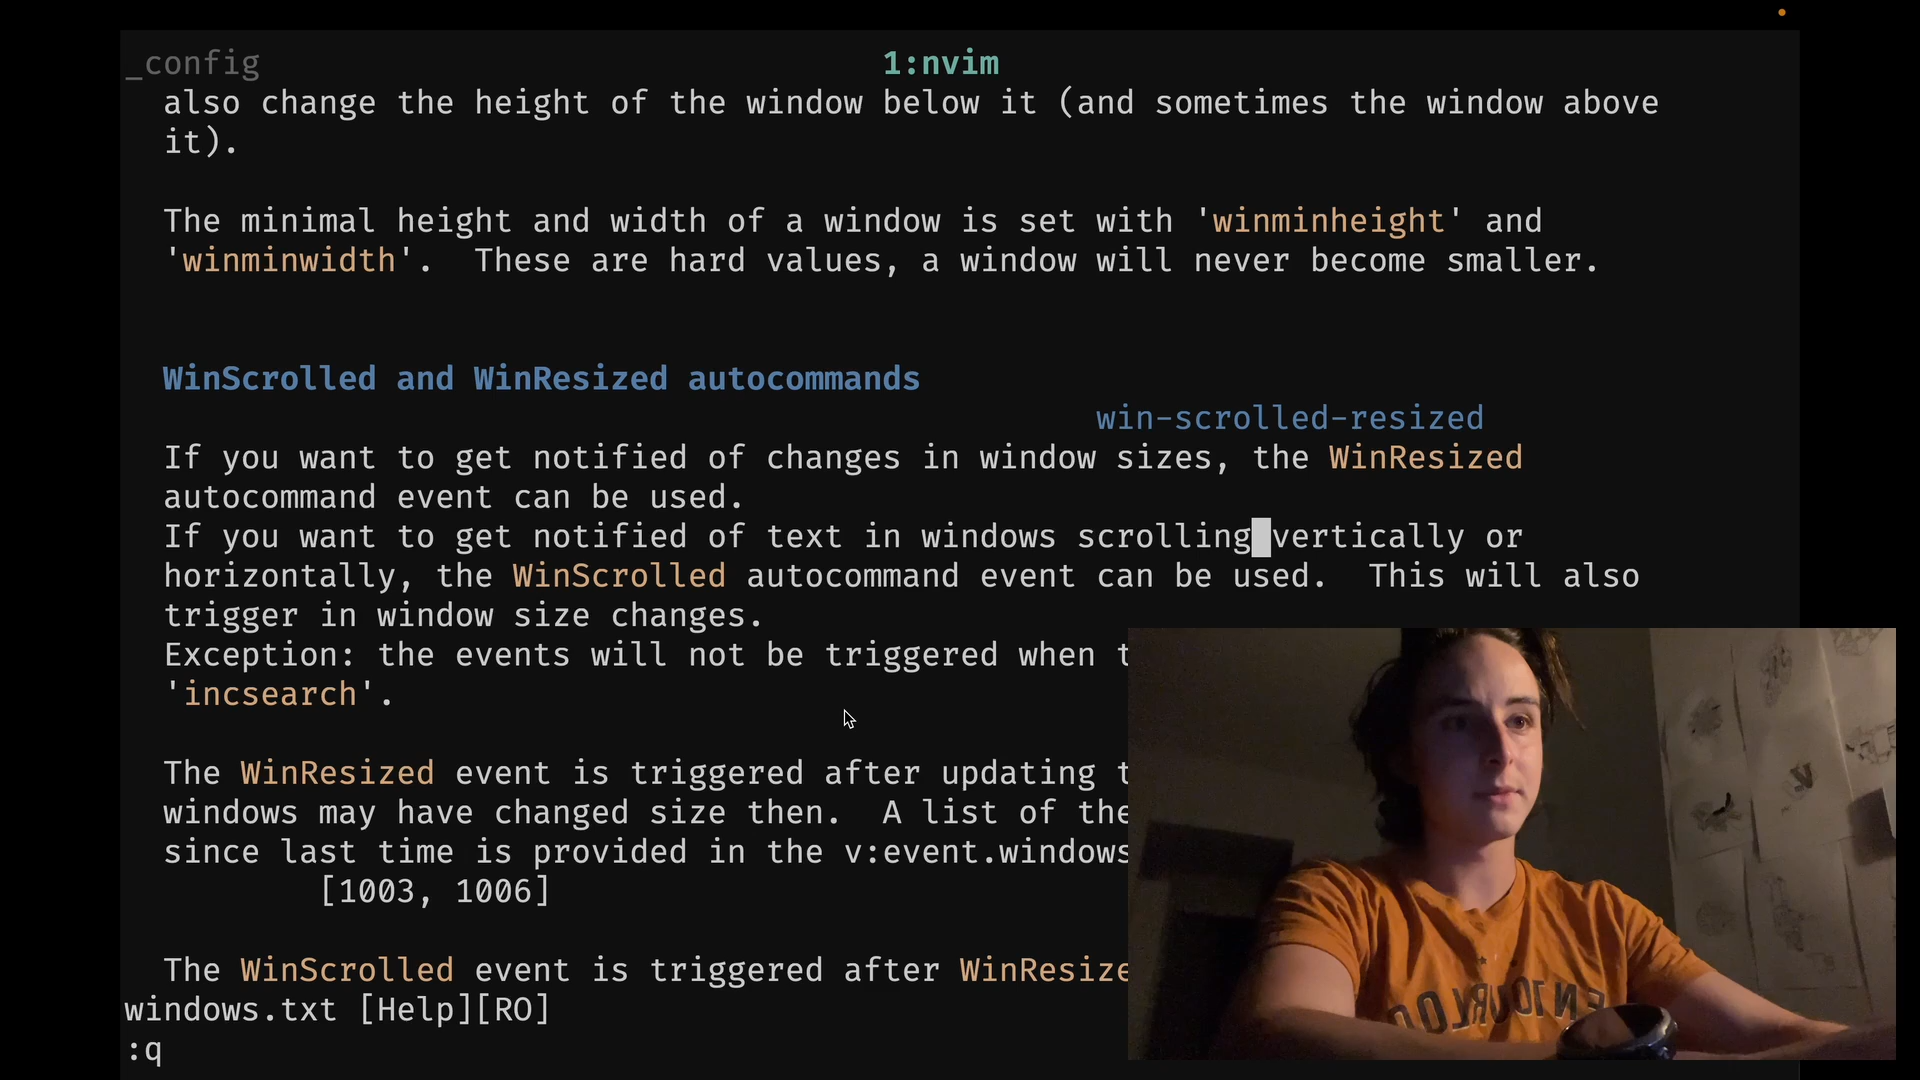 _config
1:nvim
also change the height of the window below it (and sometimes the window above
it).
The minimal height and width of a window is set with 'winminheight' and
'winminwidth'.  These are hard values, a window will never become smaller.
WinScrolled and WinResized autocommands
win-scrolled-resized
If you want to get notified of changes in window sizes, the WinResized
autocommand event can be used.
If you want to get notified of text in windows scrolling vertically or
horizontally, the WinScrolled autocommand event can be used.  This will also
trigger in window size changes.
Exception: the events will not be triggered when t
'incsearch'.
The WinResized event is triggered after updating t
windows may have changed size then.  A list of the
since last time is provided in the v:event.windows
[1003, 1006]
The WinScrolled event is triggered after WinResize
windows.txt [Help][RO]
:q